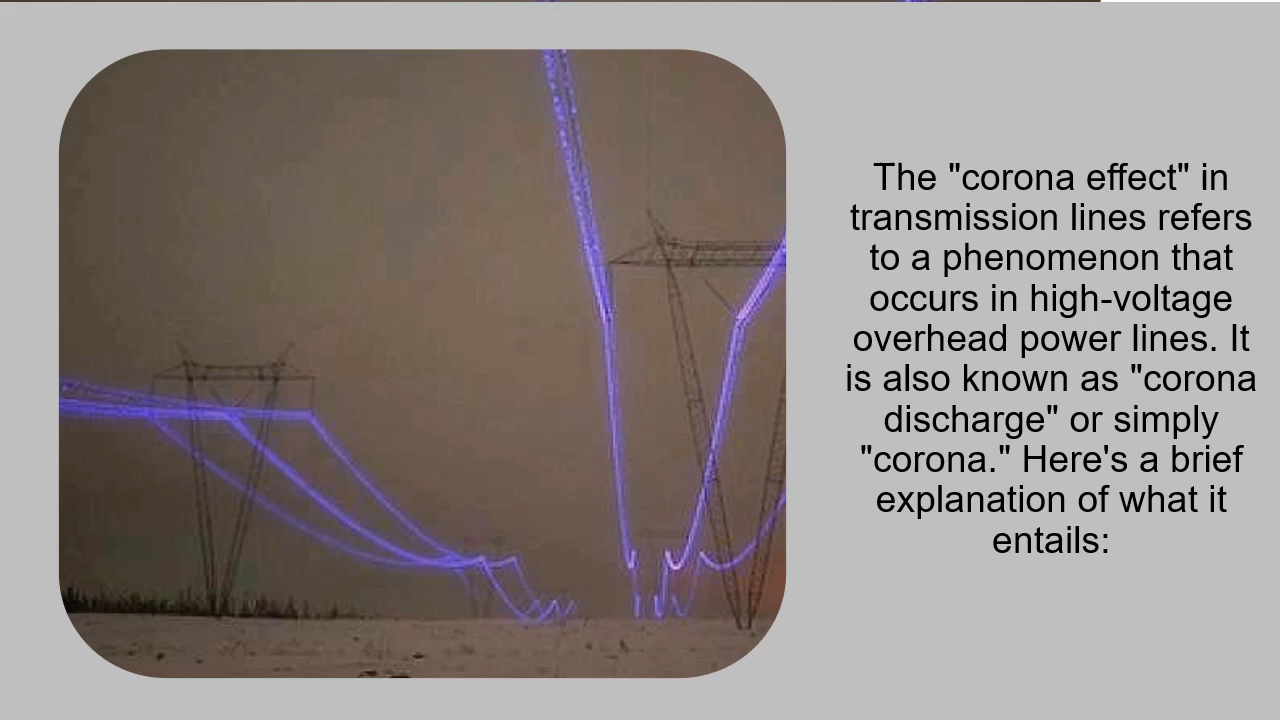 The "corona effect" in
transmission lines refers
to a phenomenon that
occurs in high-voltage
overhead power lines. It
is also known as "corona
discharge" or simply
"corona." Here's a brief
explanation of what it
entails: